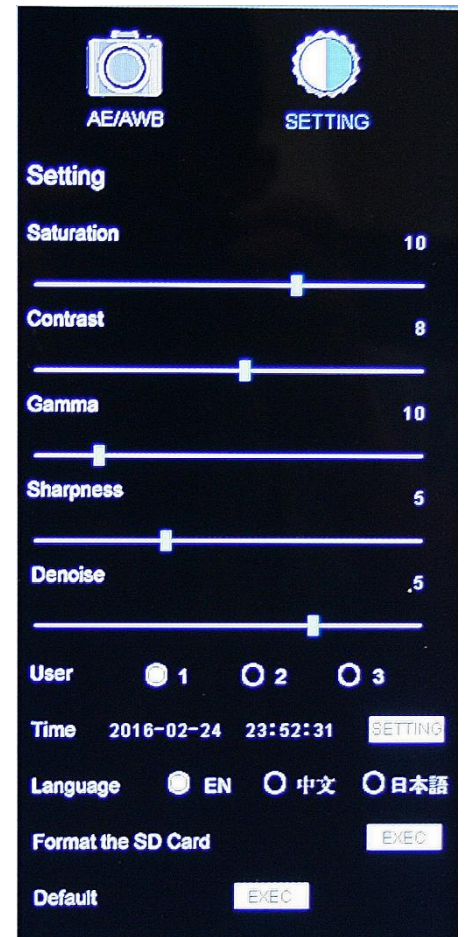 AE/AWB SETTING
Setting
Saturation 10
Contrast 8
Gamma 10
Sharpness 5
Denoise .5
User 1 2 3
Time 2016-02-24 23:52:31 SETTING
Language EN 中文 日本語
Format the SD Card EXEC
Default EXEC